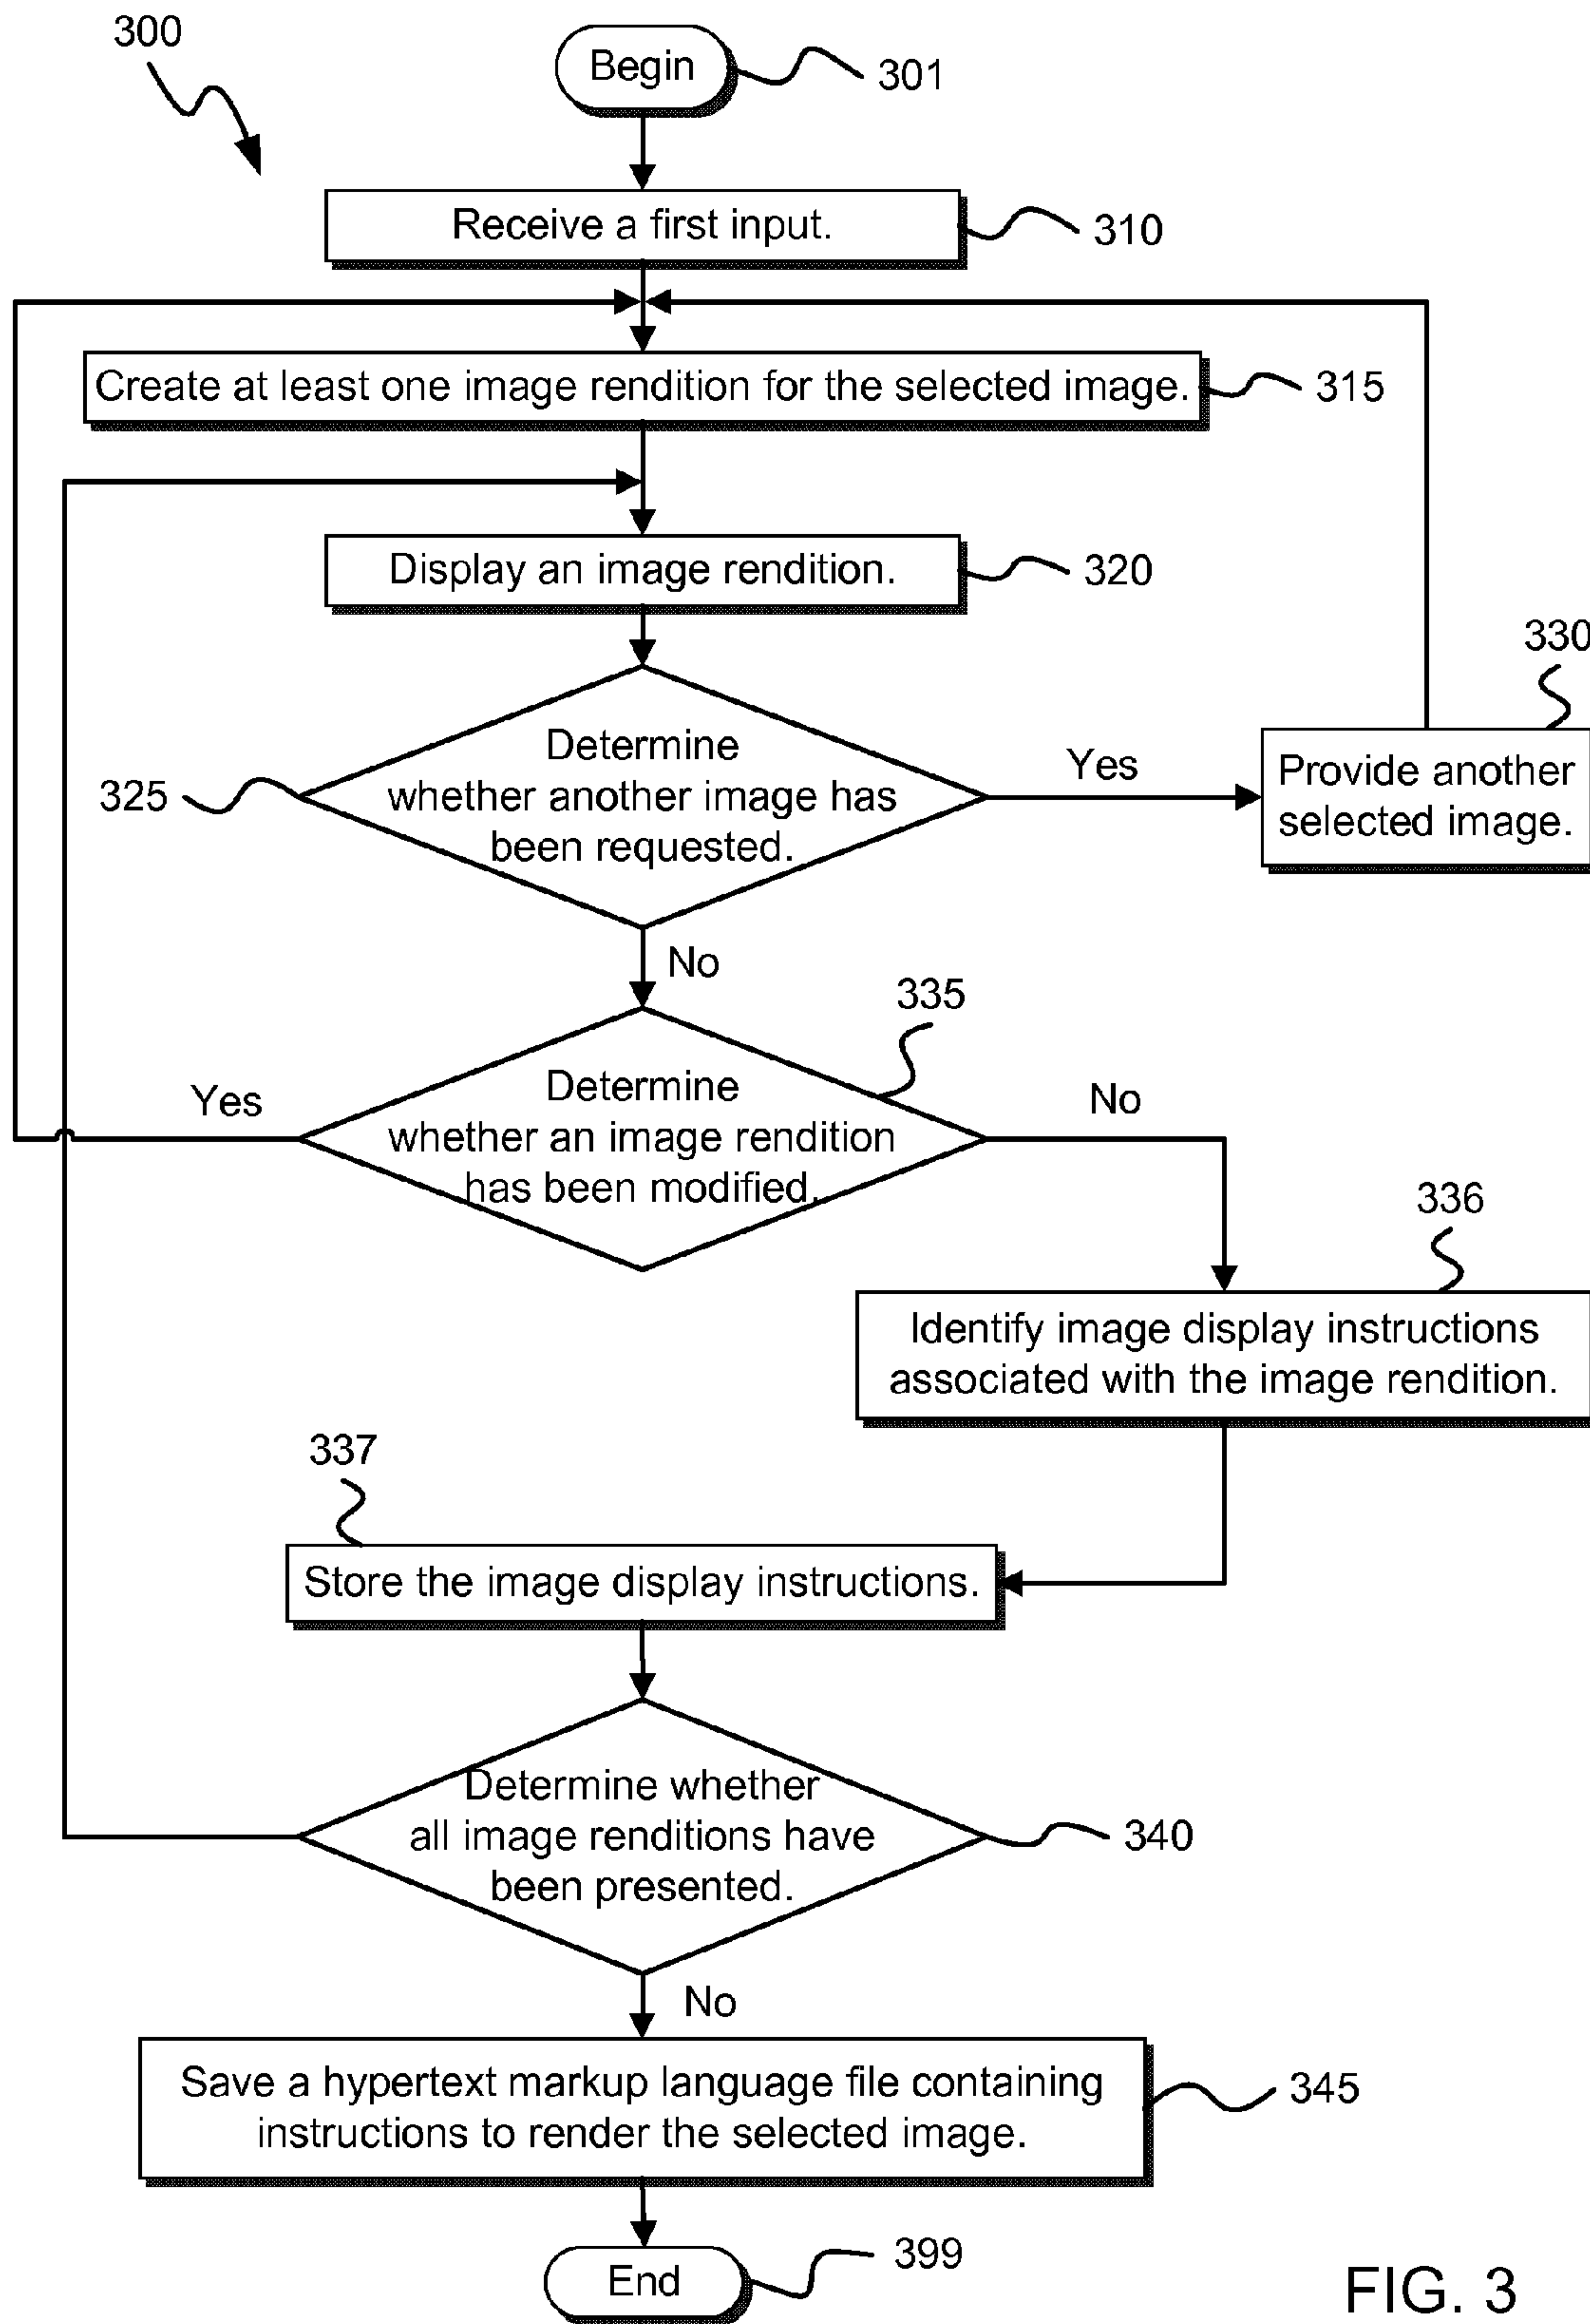 300
Begin
301
Receive a first input.
310
Create at least one image rendition for the selected image.
315
Display an image rendition.
320
330
Determine
whether another image has
been requested.
325
Yes
Provide another
selected image.
No
335
Determine
whether an image rendition
has been modified.
Yes
No
336
Identify image display instructions
associated with the image rendition.
337
Store the image display instructions.
Determine whether
all image renditions have
been presented.
340
No
Save a hypertext markup language file containing
instructions to render the selected image.
345
End
399
FIG. 3